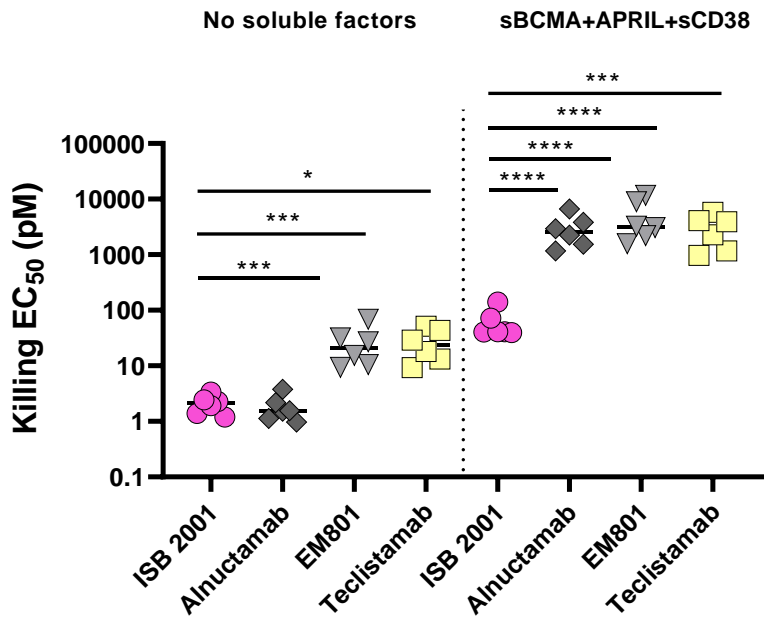 No soluble factors
sBCMA+APRIL+sCD38
***
****
****
****
*
***
***
Killing EC50 (pM)
100000
10000
1000
100
10
1
0.1
ISB 2001
Alnuctamab
EM801
Teclistamab
ISB 2001
Alnuctamab
EM801
Teclistamab